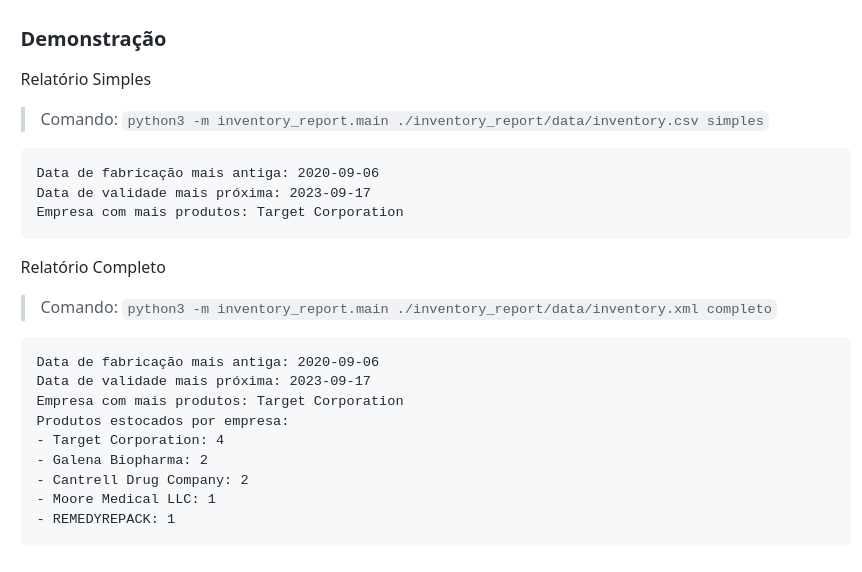 Demonstração
Relatório Simples
Comando: python3 -m inventory_report.main ./inventory_report/data/inventory.csv simples
Data de fabricação mais antiga: 2020-09-06
Data de validade mais próxima: 2023-09-17
Empresa com mais produtos: Target Corporation
Relatório Completo
Comando: python3 -m inventory_report.main ./inventory_report/data/inventory.xml completo
Data de fabricação mais antiga: 2020-09-06
Data de validade mais próxima: 2023-09-17
Empresa com mais produtos: Target Corporation
Produtos estocados por empresa:
- Target Corporation: 4
- Galena Biopharma: 2
- Cantrell Drug Company: 2
- Moore Medical LLC: 1
- REMEDYREPACK: 1